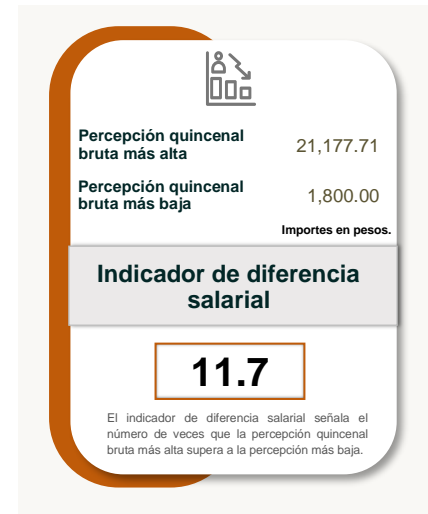 Percepción quincenal
bruta más alta
21,177.71
Percepción quincenal
bruta más baja
1,800.00
Importes en pesos.
Indicador de diferencia
salarial
11.7
El indicador de diferencia salarial señala el
número de veces que la percepción quincenal
bruta más alta supera a la percepción más baja.